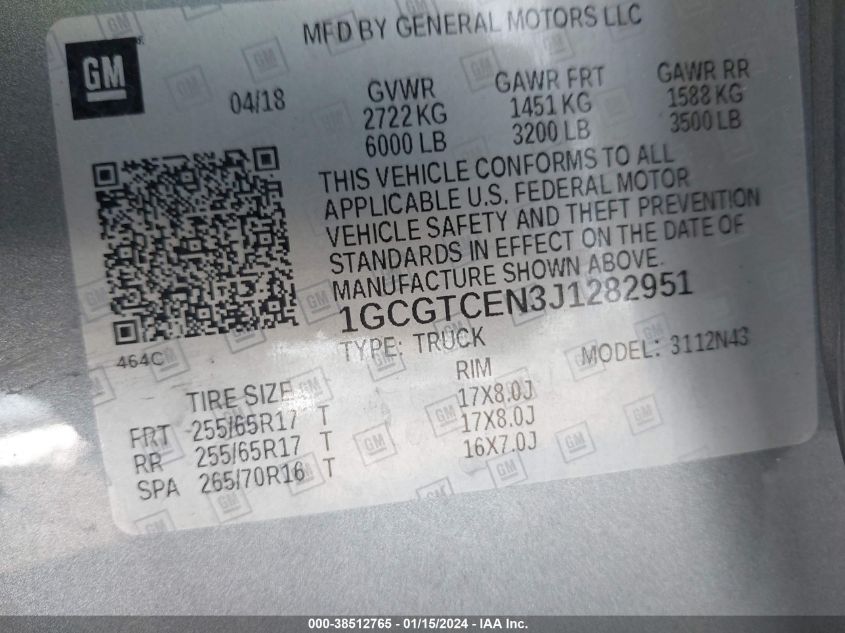 MFD BY GENERAL MOTORS LLC
GM
04/18
GVWR GAWR FRT GAWR RR
2722 KG 1451 KG 1588 KG
6000 LB 3200 LB 3500 LB
THIS VEHICLE CONFORMS TO ALL
APPLICABLE U.S. FEDERAL MOTOR
VEHICLE SAFETY AND THEFT PREVENTION
STANDARDS IN EFFECT ON THE DATE OF
MANUFACTURE SHOWN ABOVE.
1GCGTCEN3J1282951
464C
TYPE: TRUCK MODEL: 3112N43
TIRE SIZE RIM
FRT 255/65R17 T 17X8.0J
RR 255/65R17 T 17X8.0J
SPA 265/70R16 T 16X7.0J
000-38512765 - 01/15/2024 - IAA Inc.